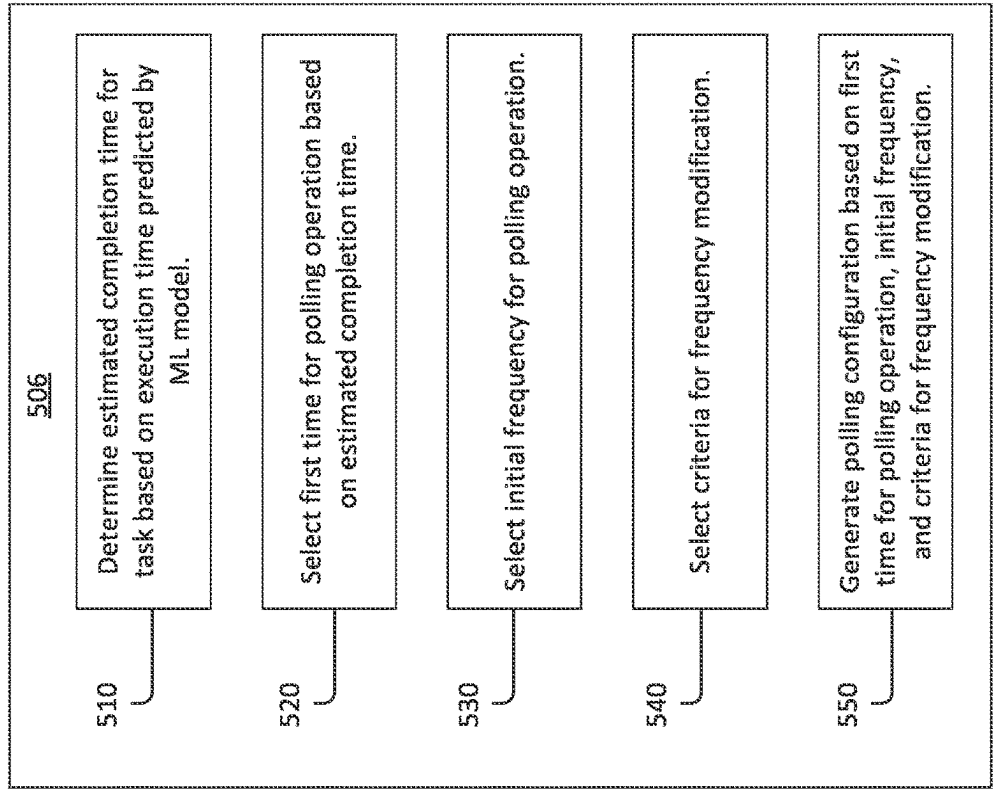 506
510
Determine estimated completion time for
task based on execution time predicted by
ML model.
520
Select first time for polling operation based
on estimated completion time.
530
Select initial frequency for polling operation.
540
Select criteria for frequency modification.
550
Generate polling configuration based on first
time for polling operation, initial frequency,
and criteria for frequency modification.